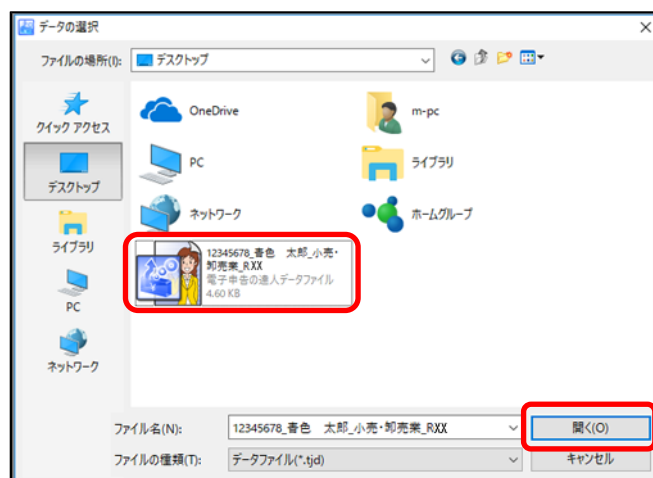 データの選択
ファイルの場所(I):
デスクトップ
クイック アクセス
デスクトップ
ライブラリ
PC
ネットワーク
OneDrive
m-pc
PC
ライブラリ
ネットワーク
ホームグループ
12345678_青色　太郎_小売・
卸売業_RXX
電子申告の達人データファイル
4.60 KB
ファイル名(N):
12345678_青色　太郎_小売・卸売業_RXX
開く(O)
ファイルの種類(T):
データファイル(*.tjd)
キャンセル